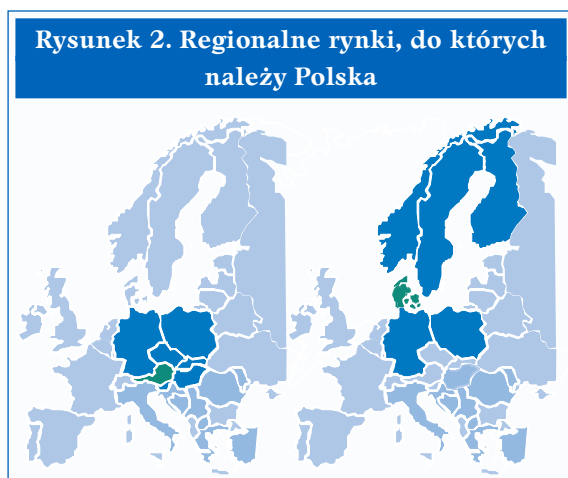 Rysunek 2. Regionalne rynki, do których
należy Polska